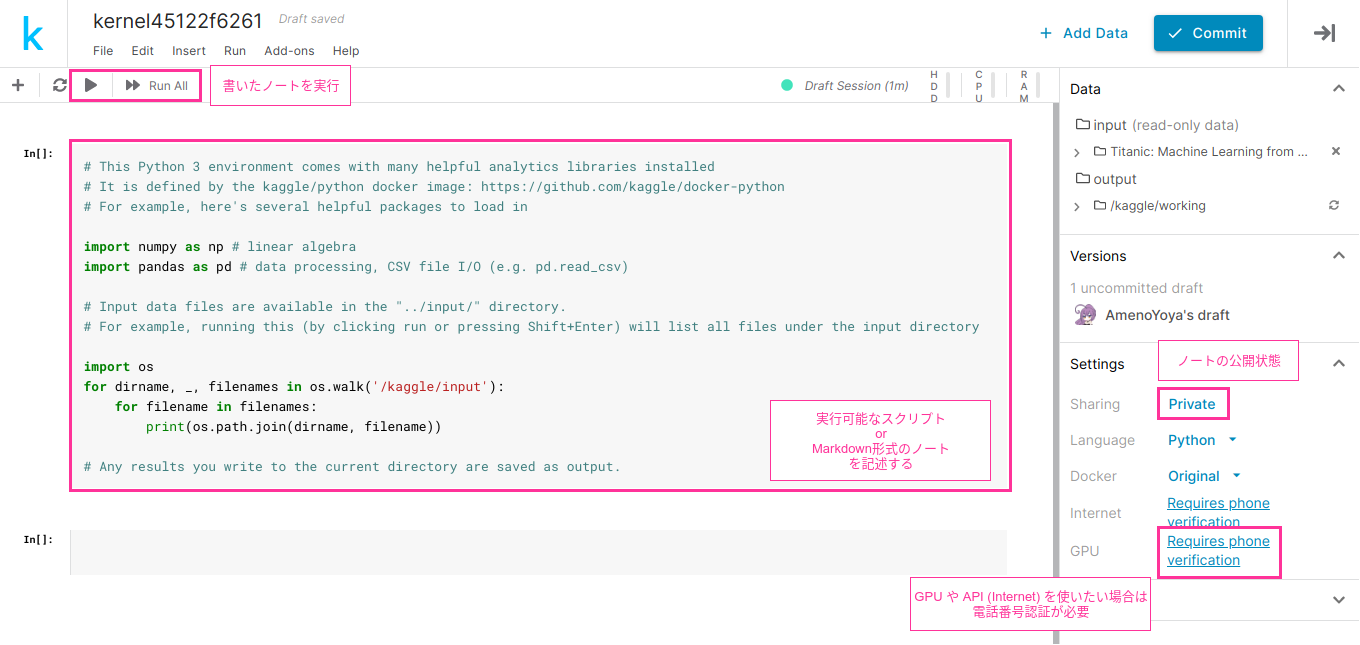 k
kernel45122f6261
Draft saved
File Edit Insert Run Add-ons Help
+ Add Data
Commit
Run All
書いたノートを実行
Draft Session (1m)
HDD
CPU
RAM
In[]:
# This Python 3 environment comes with many helpful analytics libraries installed
# It is defined by the kaggle/python docker image: https://github.com/kaggle/docker-python
# For example, here's several helpful packages to load in
import numpy as np # linear algebra
import pandas as pd # data processing, CSV file I/O (e.g. pd.read_csv)
# Input data files are available in the "../input/" directory.
# For example, running this (by clicking run or pressing Shift+Enter) will list all files under the input directory
import os
for dirname, _, filenames in os.walk('/kaggle/input'):
    for filename in filenames:
        print(os.path.join(dirname, filename))
# Any results you write to the current directory are saved as output.
実行可能なスクリプト
or
Markdown形式のノート
を記述する
In[]:
Data
input (read-only data)
Titanic: Machine Learning from ...
output
/kaggle/working
Versions
1 uncommitted draft
AmenoYoya's draft
Settings
ノートの公開状態
Sharing Private
Language Python
Docker Original
Internet Requires phone
verification
GPU Requires phone
verification
GPU や API (Internet) を使いたい場合は
電話番号認証が必要